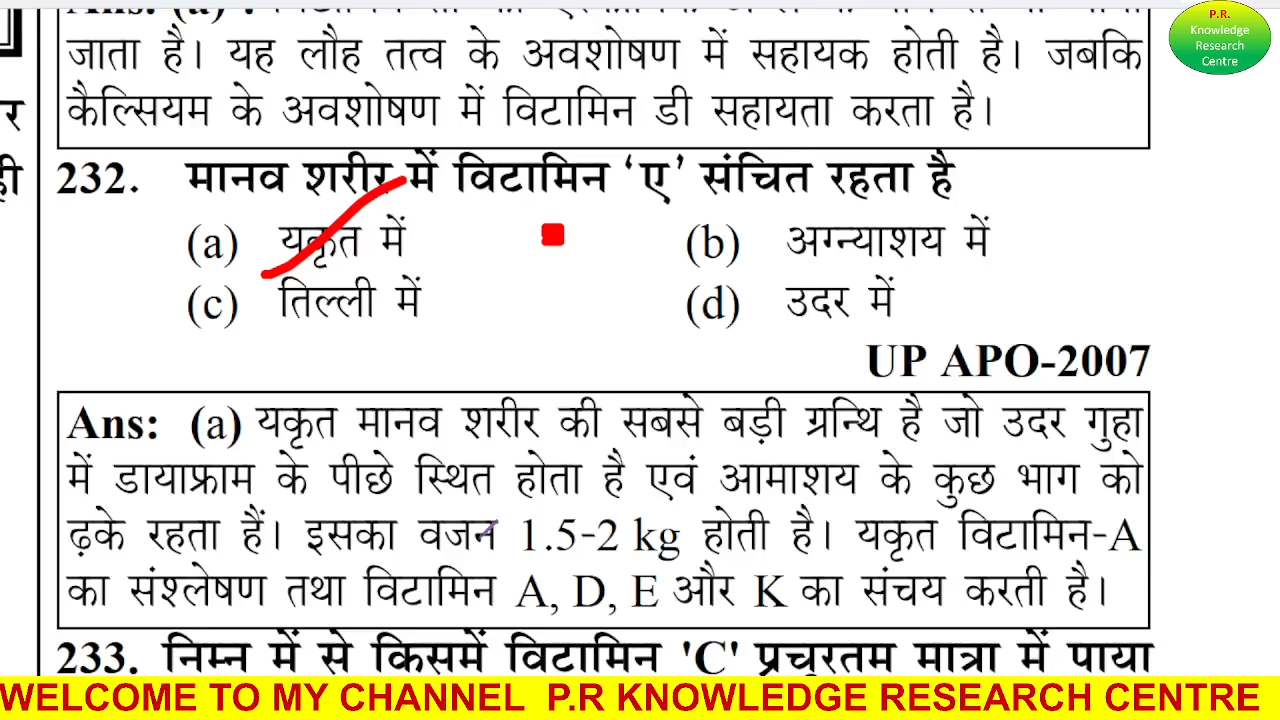 Ans: (a) :
जाता है। यह लौह तत्व के अवशोषण में सहायक होती है। जबकि
कैल्सियम के अवशोषण में विटामिन डी सहायता करता है।
232. मानव शरीर में विटामिन ‘ए’ संचित रहता है
(a) यकृत में (b) अग्न्याशय में
(c) तिल्ली में (d) उदर में
UP APO-2007
Ans: (a) यकृत मानव शरीर की सबसे बड़ी ग्रन्थि है जो उदर गुहा
में डायाफ्राम के पीछे स्थित होता है एवं आमाशय के कुछ भाग को
ढ़के रहता हैं। इसका वजन 1.5-2 kg होती है। यकृत विटामिन-A
का संश्लेषण तथा विटामिन A, D, E और K का संचय करती है।
233. निम्न में से किसमें विटामिन 'C' प्रचुरतम मात्रा में पाया
WELCOME TO MY CHANNEL P.R KNOWLEDGE RESEARCH CENTRE
P.R.
Knowledge
Research
Centre
र
ही